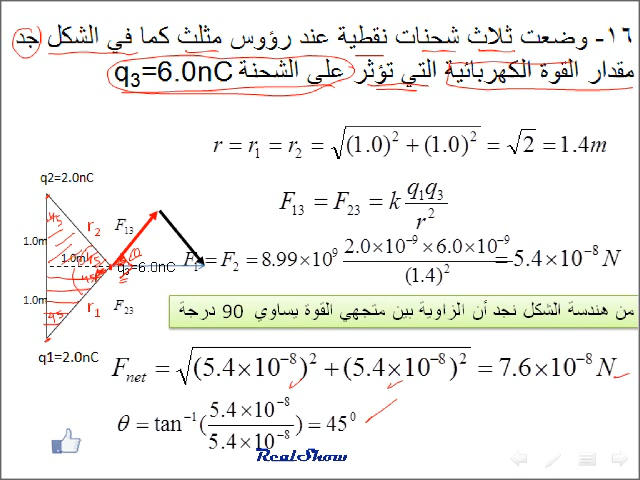 ١٦- وضعت ثلاث شحنات نقطية عند رؤوس مثلث كما في الشكل جد
مقدار القوة الكهربائية التي تؤثر على الشحنة q3=6.0nC
r = r1 = r2 = √((1.0)² + (1.0)²) = √2 = 1.4m
q2=2.0nC
r2
F13
F13 = F23 = k q1q3 / r²
1.0m
1.0m
q3=6.0nC
F1 = F2 = 8.99×10⁹ (2.0×10⁻⁹ × 6.0×10⁻⁹) / (1.4)² = 5.4×10⁻⁸ N
1.0m
r1
F23
من هندسة الشكل نجد أن الزاوية بين متجهي القوة يساوي 90 درجة
q1=2.0nC
Fnet = √((5.4×10⁻⁸)² + (5.4×10⁻⁸)²) = 7.6×10⁻⁸ N
θ = tan⁻¹(5.4×10⁻⁸ / 5.4×10⁻⁸) = 45⁰
RealShow